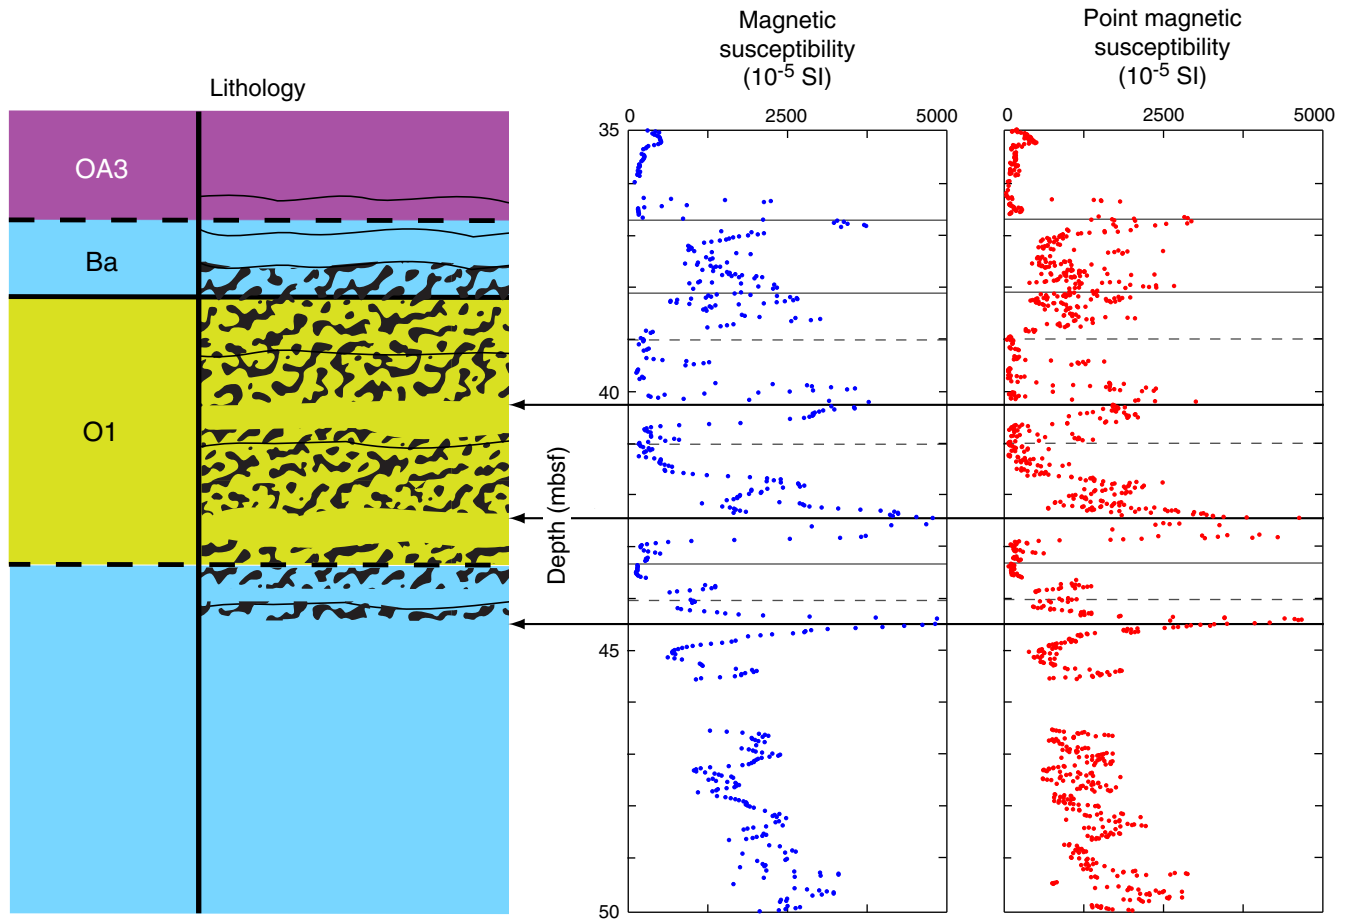 Magnetic
susceptibility
(10-5 SI)
Point magnetic
susceptibility
(10-5 SI)
Lithology
0 2500 5000
0 2500 5000
35
OA3
Ba
40
O1
Depth (mbsf)
45
50